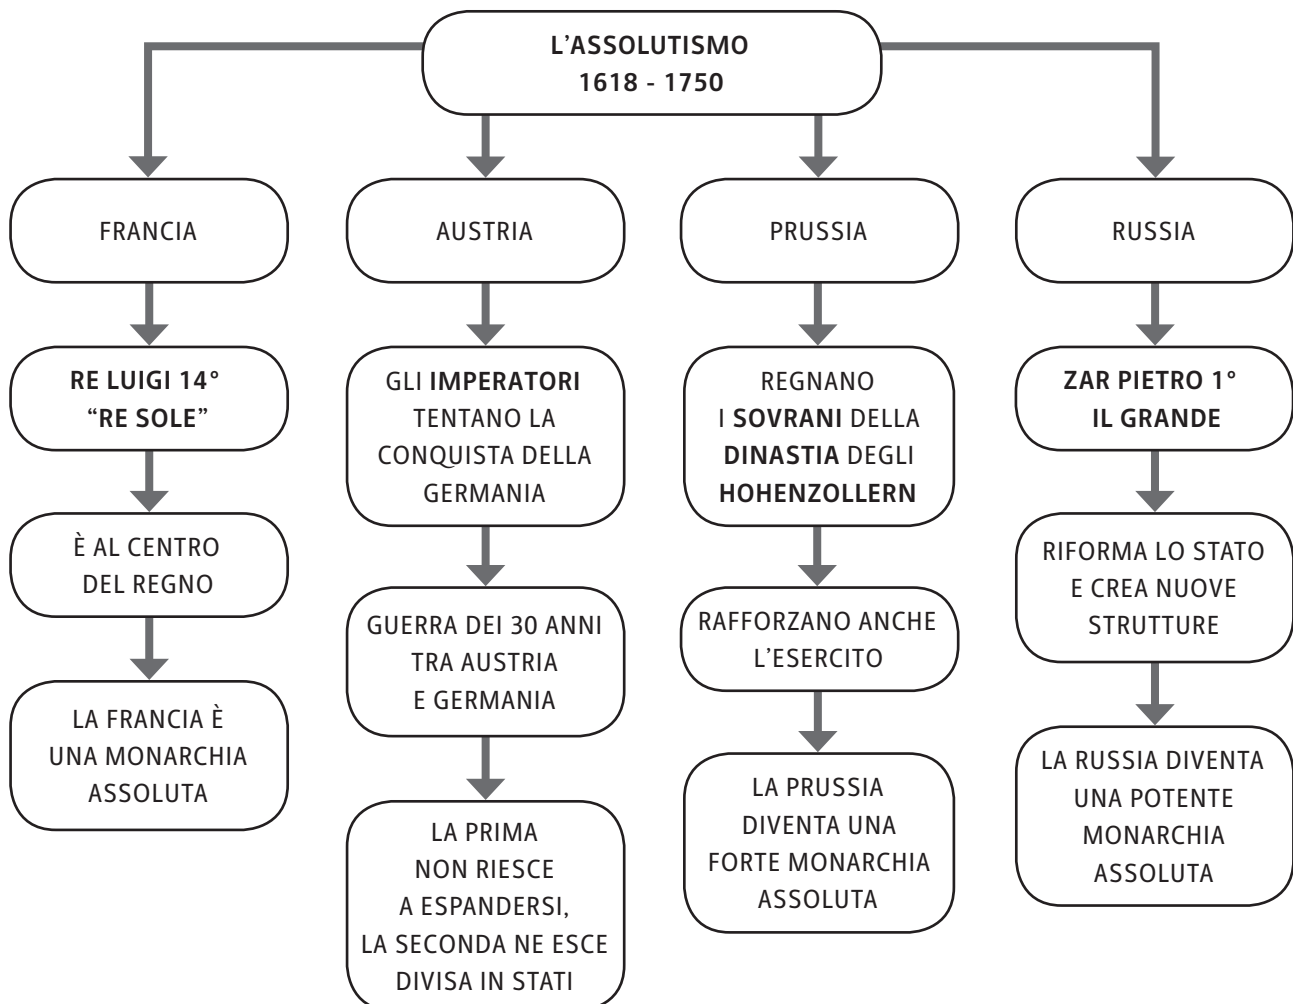 L’ASSOLUTISMO
1618 - 1750
FRANCIA
RE LUIGI 14°
“RE SOLE”
È AL CENTRO
DEL REGNO
LA FRANCIA È
UNA MONARCHIA
ASSOLUTA
AUSTRIA
GLI IMPERATORI
TENTANO LA
CONQUISTA DELLA
GERMANIA
GUERRA DEI 30 ANNI
TRA AUSTRIA
E GERMANIA
LA PRIMA
NON RIESCE
A ESPANDERSI,
LA SECONDA NE ESCE
DIVISA IN STATI
PRUSSIA
REGNANO
I SOVRANI DELLA
DINASTIA DEGLI
HOHENZOLLERN
RAFFORZANO ANCHE
L’ESERCITO
LA PRUSSIA
DIVENTA UNA
FORTE MONARCHIA
ASSOLUTA
RUSSIA
ZAR PIETRO 1°
IL GRANDE
RIFORMA LO STATO
E CREA NUOVE
STRUTTURE
LA RUSSIA DIVENTA
UNA POTENTE
MONARCHIA
ASSOLUTA